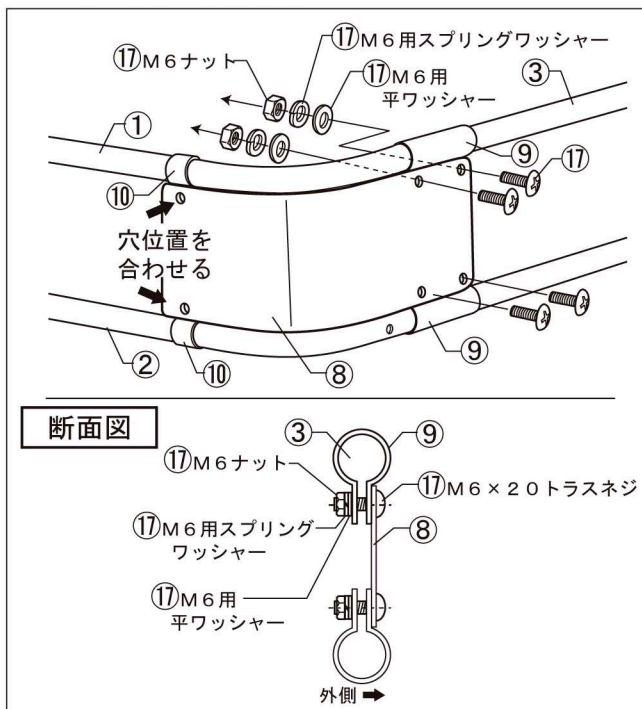 ⑰M6用スプリングワッシャー
⑰M6ナット
⑰M6用
平ワッシャー
③
①
⑨
⑰
⑩
穴位置を
合わせる
②
⑩
⑧
⑨
断面図
③
⑨
⑰M6ナット
⑰M6×20トラスネジ
⑰M6用スプリング
ワッシャー
⑧
⑰M6用
平ワッシャー
外側